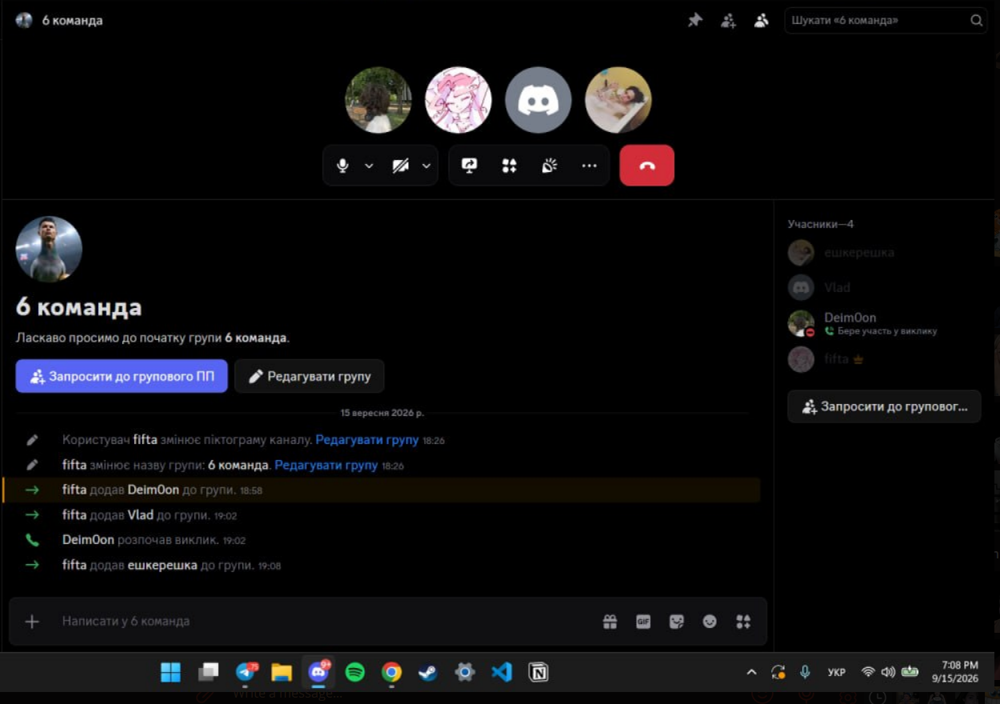 6 команда
Шукати «6 команда»
6 команда
Ласкаво просимо до початку групи 6 команда.
Запросити до групового ПП
Редагувати групу
15 вересня 2026 р.
Користувач fifta змінює піктограму каналу. Редагувати групу 18:26
fifta змінює назву групи: 6 команда. Редагувати групу 18:26
fifta додав Deim0on до групи. 18:58
fifta додав Vlad до групи. 19:02
Deim0on розпочав виклик. 19:02
fifta додав ешкерешка до групи. 19:08
Написати у 6 команда
GIF
Учасники—4
ешкерешка
Vlad
Deim0on
Бере участь у виклику
fifta
Запросити до груповог...
75
9+
УКР
7:08 PM
9/15/2026
Write a message...